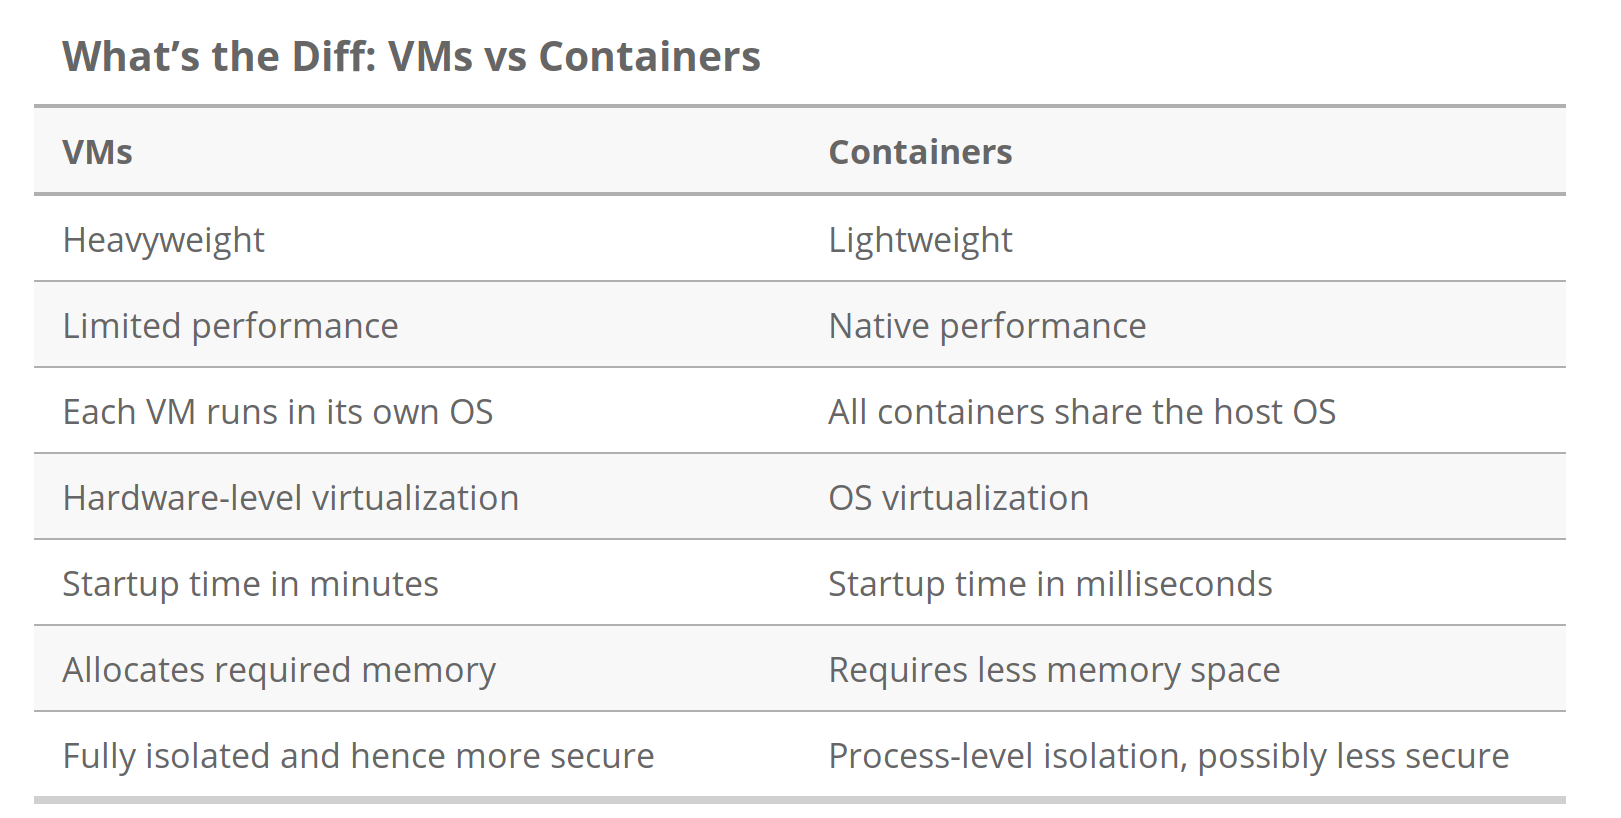 What’s the Diff: VMs vs Containers
VMs Containers
Heavyweight Lightweight
Limited performance Native performance
Each VM runs in its own OS All containers share the host OS
Hardware-level virtualization OS virtualization
Startup time in minutes Startup time in milliseconds
Allocates required memory Requires less memory space
Fully isolated and hence more secure Process-level isolation, possibly less secure